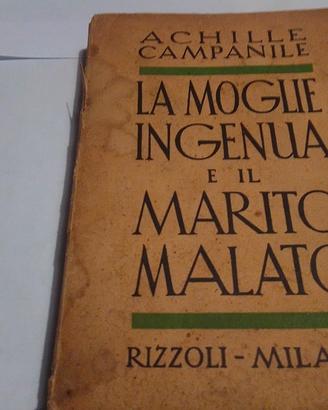 ACHILLE
CAMPANILE
LA MOGLIE
INGENUA
E IL
MARITO
MALATO
RIZZOLI - MILA